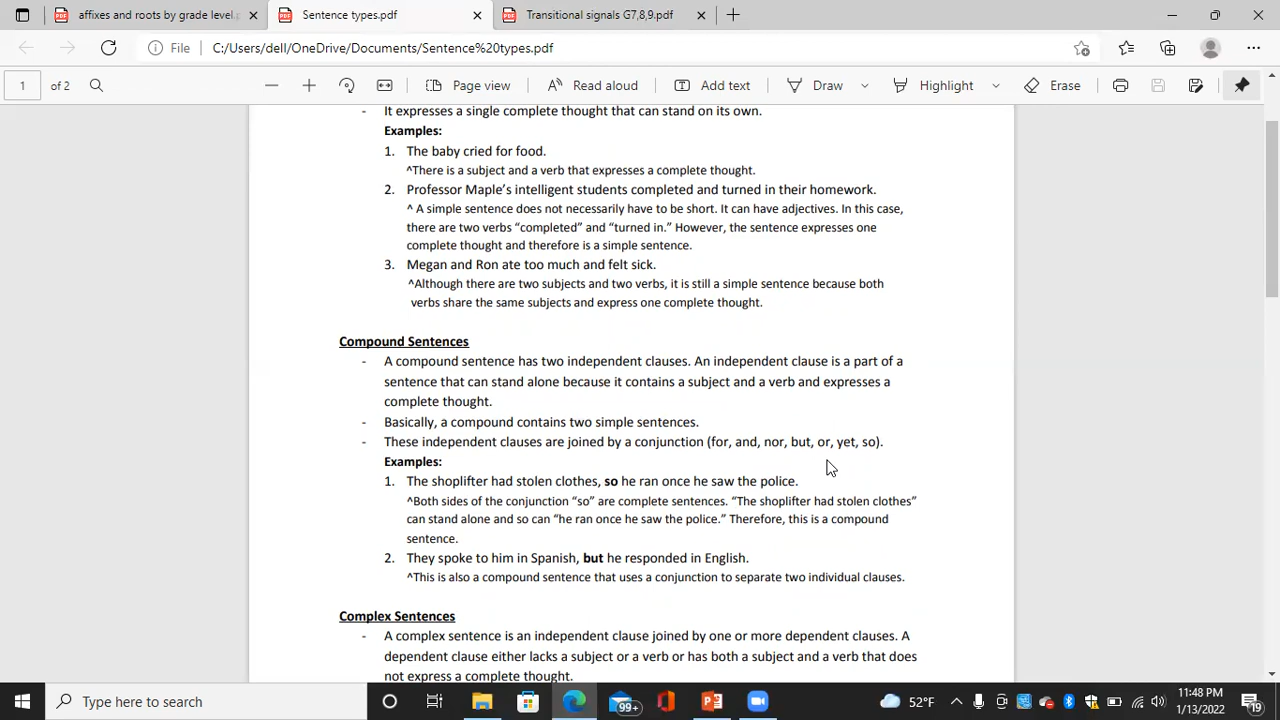 affixes and roots by grade level.p
Sentence types.pdf
Transitional signals G7,8,9.pdf
File
C:/Users/dell/OneDrive/Documents/Sentence%20types.pdf
1 of 2
Page view
Read aloud
Add text
Draw
Highlight
Erase
- It expresses a single complete thought that can stand on its own.
Examples:
1. The baby cried for food.
^There is a subject and a verb that expresses a complete thought.
2. Professor Maple’s intelligent students completed and turned in their homework.
^ A simple sentence does not necessarily have to be short. It can have adjectives. In this case,
there are two verbs “completed” and “turned in.” However, the sentence expresses one
complete thought and therefore is a simple sentence.
3. Megan and Ron ate too much and felt sick.
^Although there are two subjects and two verbs, it is still a simple sentence because both
verbs share the same subjects and express one complete thought.
Compound Sentences
- A compound sentence has two independent clauses. An independent clause is a part of a
sentence that can stand alone because it contains a subject and a verb and expresses a
complete thought.
- Basically, a compound contains two simple sentences.
- These independent clauses are joined by a conjunction (for, and, nor, but, or, yet, so).
Examples:
1. The shoplifter had stolen clothes, so he ran once he saw the police.
^Both sides of the conjunction “so” are complete sentences. “The shoplifter had stolen clothes”
can stand alone and so can “he ran once he saw the police.” Therefore, this is a compound
sentence.
2. They spoke to him in Spanish, but he responded in English.
^This is also a compound sentence that uses a conjunction to separate two individual clauses.
Complex Sentences
- A complex sentence is an independent clause joined by one or more dependent clauses. A
dependent clause either lacks a subject or a verb or has both a subject and a verb that does
not express a complete thought.
Type here to search
99+
52°F
11:48 PM
1/13/2022
19